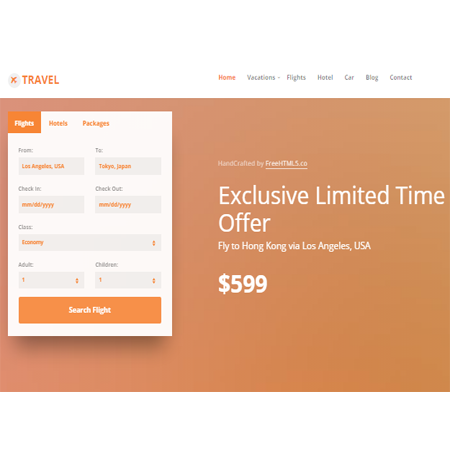 TRAVEL
Home Vacations Flights Hotel Car Blog Contact
Flights Hotels Packages
From: To:
Los Angeles, USA Tokyo, Japan
Check In: Check Out:
mm/dd/yyyy mm/dd/yyyy
Class:
Economy
Adult: Children:
1 1
Search Flight
HandCrafted by FreeHTML5.co
Exclusive Limited Time
Offer
Fly to Hong Kong via Los Angeles, USA
$599